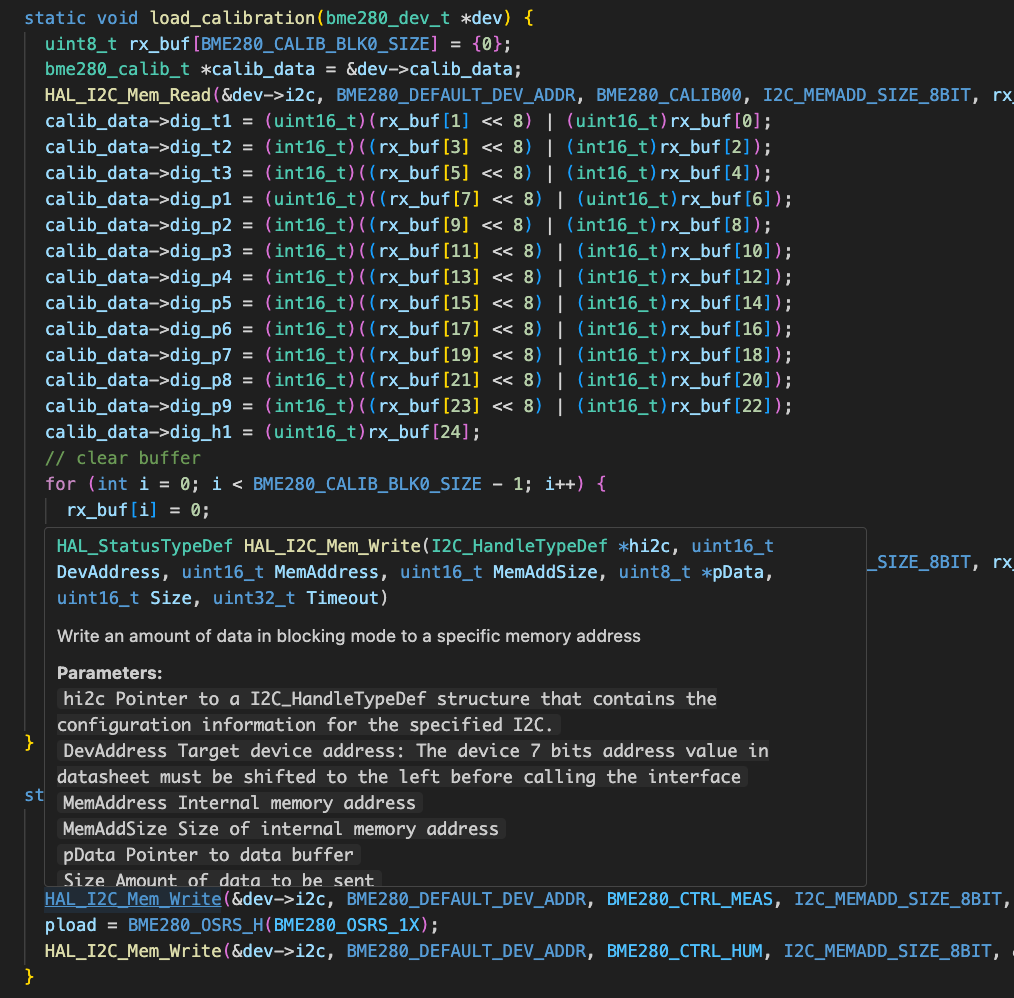 static void load_calibration(bme280_dev_t *dev) {
uint8_t rx_buf[BME280_CALIB_BLK0_SIZE] = {0};
bme280_calib_t *calib_data = &dev->calib_data;
HAL_I2C_Mem_Read(&dev->i2c, BME280_DEFAULT_DEV_ADDR, BME280_CALIB00, I2C_MEMADD_SIZE_8BIT, rx_
calib_data->dig_t1 = (uint16_t)(rx_buf[1] << 8) | (uint16_t)rx_buf[0];
calib_data->dig_t2 = (int16_t)((rx_buf[3] << 8) | (int16_t)rx_buf[2]);
calib_data->dig_t3 = (int16_t)((rx_buf[5] << 8) | (int16_t)rx_buf[4]);
calib_data->dig_p1 = (uint16_t)((rx_buf[7] << 8) | (uint16_t)rx_buf[6]);
calib_data->dig_p2 = (int16_t)((rx_buf[9] << 8) | (int16_t)rx_buf[8]);
calib_data->dig_p3 = (int16_t)((rx_buf[11] << 8) | (int16_t)rx_buf[10]);
calib_data->dig_p4 = (int16_t)((rx_buf[13] << 8) | (int16_t)rx_buf[12]);
calib_data->dig_p5 = (int16_t)((rx_buf[15] << 8) | (int16_t)rx_buf[14]);
calib_data->dig_p6 = (int16_t)((rx_buf[17] << 8) | (int16_t)rx_buf[16]);
calib_data->dig_p7 = (int16_t)((rx_buf[19] << 8) | (int16_t)rx_buf[18]);
calib_data->dig_p8 = (int16_t)((rx_buf[21] << 8) | (int16_t)rx_buf[20]);
calib_data->dig_p9 = (int16_t)((rx_buf[23] << 8) | (int16_t)rx_buf[22]);
calib_data->dig_h1 = (uint16_t)rx_buf[24];
// clear buffer
for (int i = 0; i < BME280_CALIB_BLK0_SIZE - 1; i++) {
rx_buf[i] = 0;
HAL_StatusTypeDef HAL_I2C_Mem_Write(I2C_HandleTypeDef *hi2c, uint16_t
_SIZE_8BIT, rx_
DevAddress, uint16_t MemAddress, uint16_t MemAddSize, uint8_t *pData,
uint16_t Size, uint32_t Timeout)
Write an amount of data in blocking mode to a specific memory address
Parameters:
hi2c Pointer to a I2C_HandleTypeDef structure that contains the
configuration information for the specified I2C.
}
DevAddress Target device address: The device 7 bits address value in
datasheet must be shifted to the left before calling the interface
st
MemAddress Internal memory address
MemAddSize Size of internal memory address
pData Pointer to data buffer
Size Amount of data to be sent
HAL_I2C_Mem_Write(&dev->i2c, BME280_DEFAULT_DEV_ADDR, BME280_CTRL_MEAS, I2C_MEMADD_SIZE_8BIT,
pload = BME280_OSRS_H(BME280_OSRS_1X);
HAL_I2C_Mem_Write(&dev->i2c, BME280_DEFAULT_DEV_ADDR, BME280_CTRL_HUM, I2C_MEMADD_SIZE_8BIT,
}